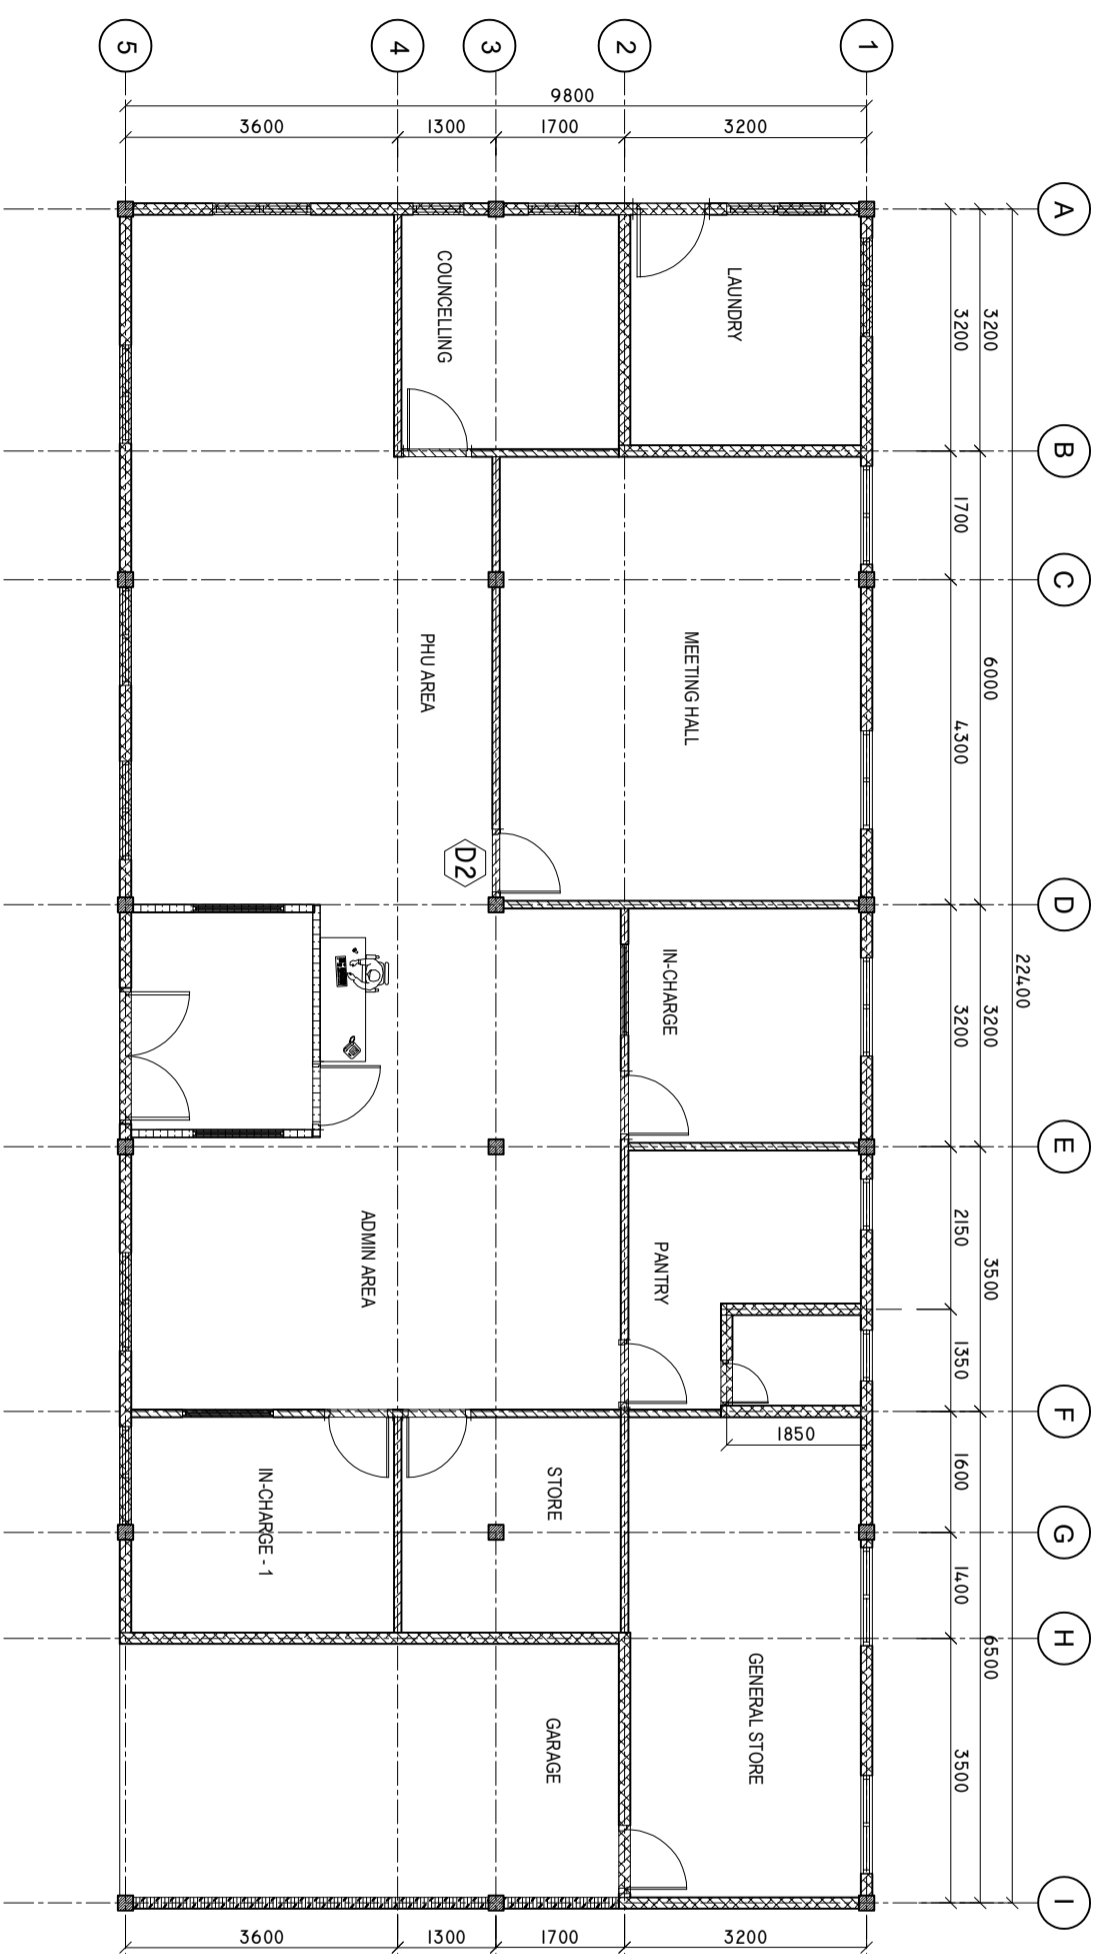 A
B
C
D
E
F
G
H
I
22400
3200
6000
3200
3500
6500
3200
1700
4300
3200
2150
1350
1600
1400
3500
1
2
3
4
5
9800
3200
1700
1300
3600
LAUNDRY
COUNCELLING
MEETING HALL
PHU AREA
D2
IN-CHARGE
PANTRY
ADMIN AREA
1850
STORE
IN-CHARGE - 1
GENERAL STORE
GARAGE
3200
1700
1300
3600